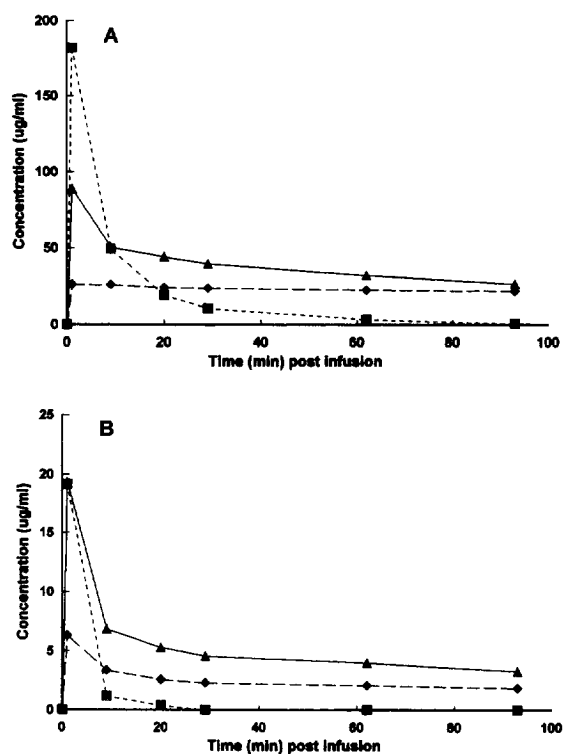 A
200
150
100
50
0
Concentration (ug/ml)
0 20 40 60 80 100
Time (min) post infusion
B
25
20
15
10
5
0
Concentration (ug/ml)
0 20 40 60 80 100
Time (min) post infusion